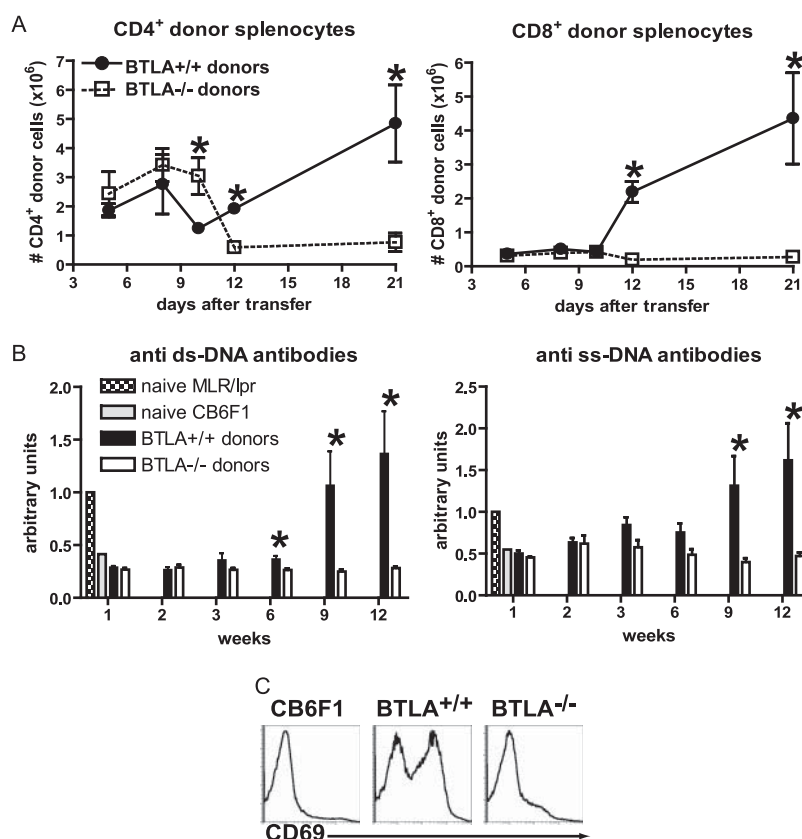 A
CD4+ donor splenocytes
CD8+ donor splenocytes
BTLA+/+ donors
BTLA-/- donors
# CD4+ donor cells (x10⁶)
7
6
5
4
3
2
1
0
3 6 9 12 15 18 21
days after transfer
* * *
# CD8+ donor cells (x10⁶)
6
5
4
3
2
1
0
3 6 9 12 15 18 21
days after transfer
* *
B
anti ds-DNA antibodies
anti ss-DNA antibodies
naive MLR/lpr
naive CB6F1
BTLA+/+ donors
BTLA-/- donors
arbitrary units
2.0
1.5
1.0
0.5
0.0
1 2 3 6 9 12
weeks
* * *
arbitrary units
2.5
2.0
1.5
1.0
0.5
0.0
1 2 3 6 9 12
weeks
* *
C
CB6F1 BTLA+/+ BTLA-/-
CD69